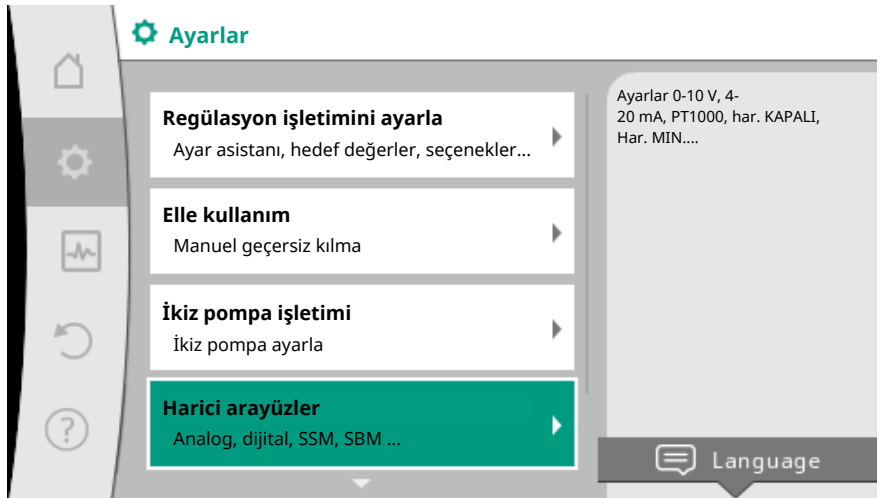 Ayarlar
Regülasyon işletimini ayarla
Ayar asistanı, hedef değerler, seçenekler...
Elle kullanım
Manuel geçersiz kılma
İkiz pompa işletimi
İkiz pompa ayarla
Harici arayüzler
Analog, dijital, SSM, SBM ...
Ayarlar 0-10 V, 4-
20 mA, PT1000, har. KAPALI,
Har. MIN....
Language